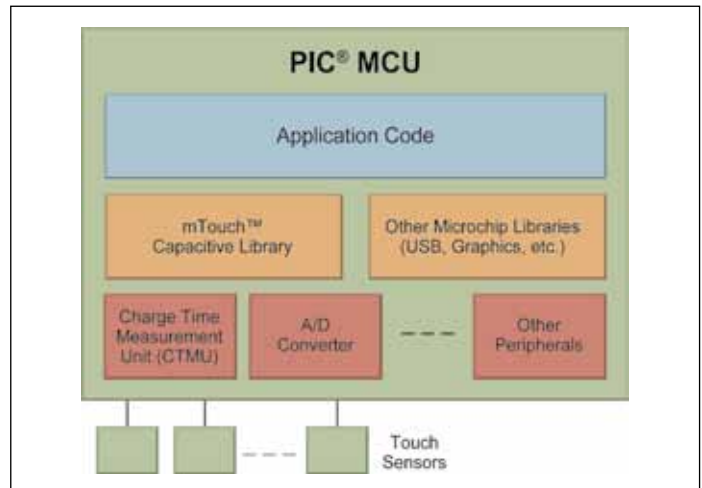 PIC® MCU
Application Code
mTouch™
Capacitive Library
Other Microchip Libraries
(USB, Graphics, etc.)
Charge Time
Measurement
Unit (CTMU)
A/D
Converter
Other
Peripherals
Touch
Sensors